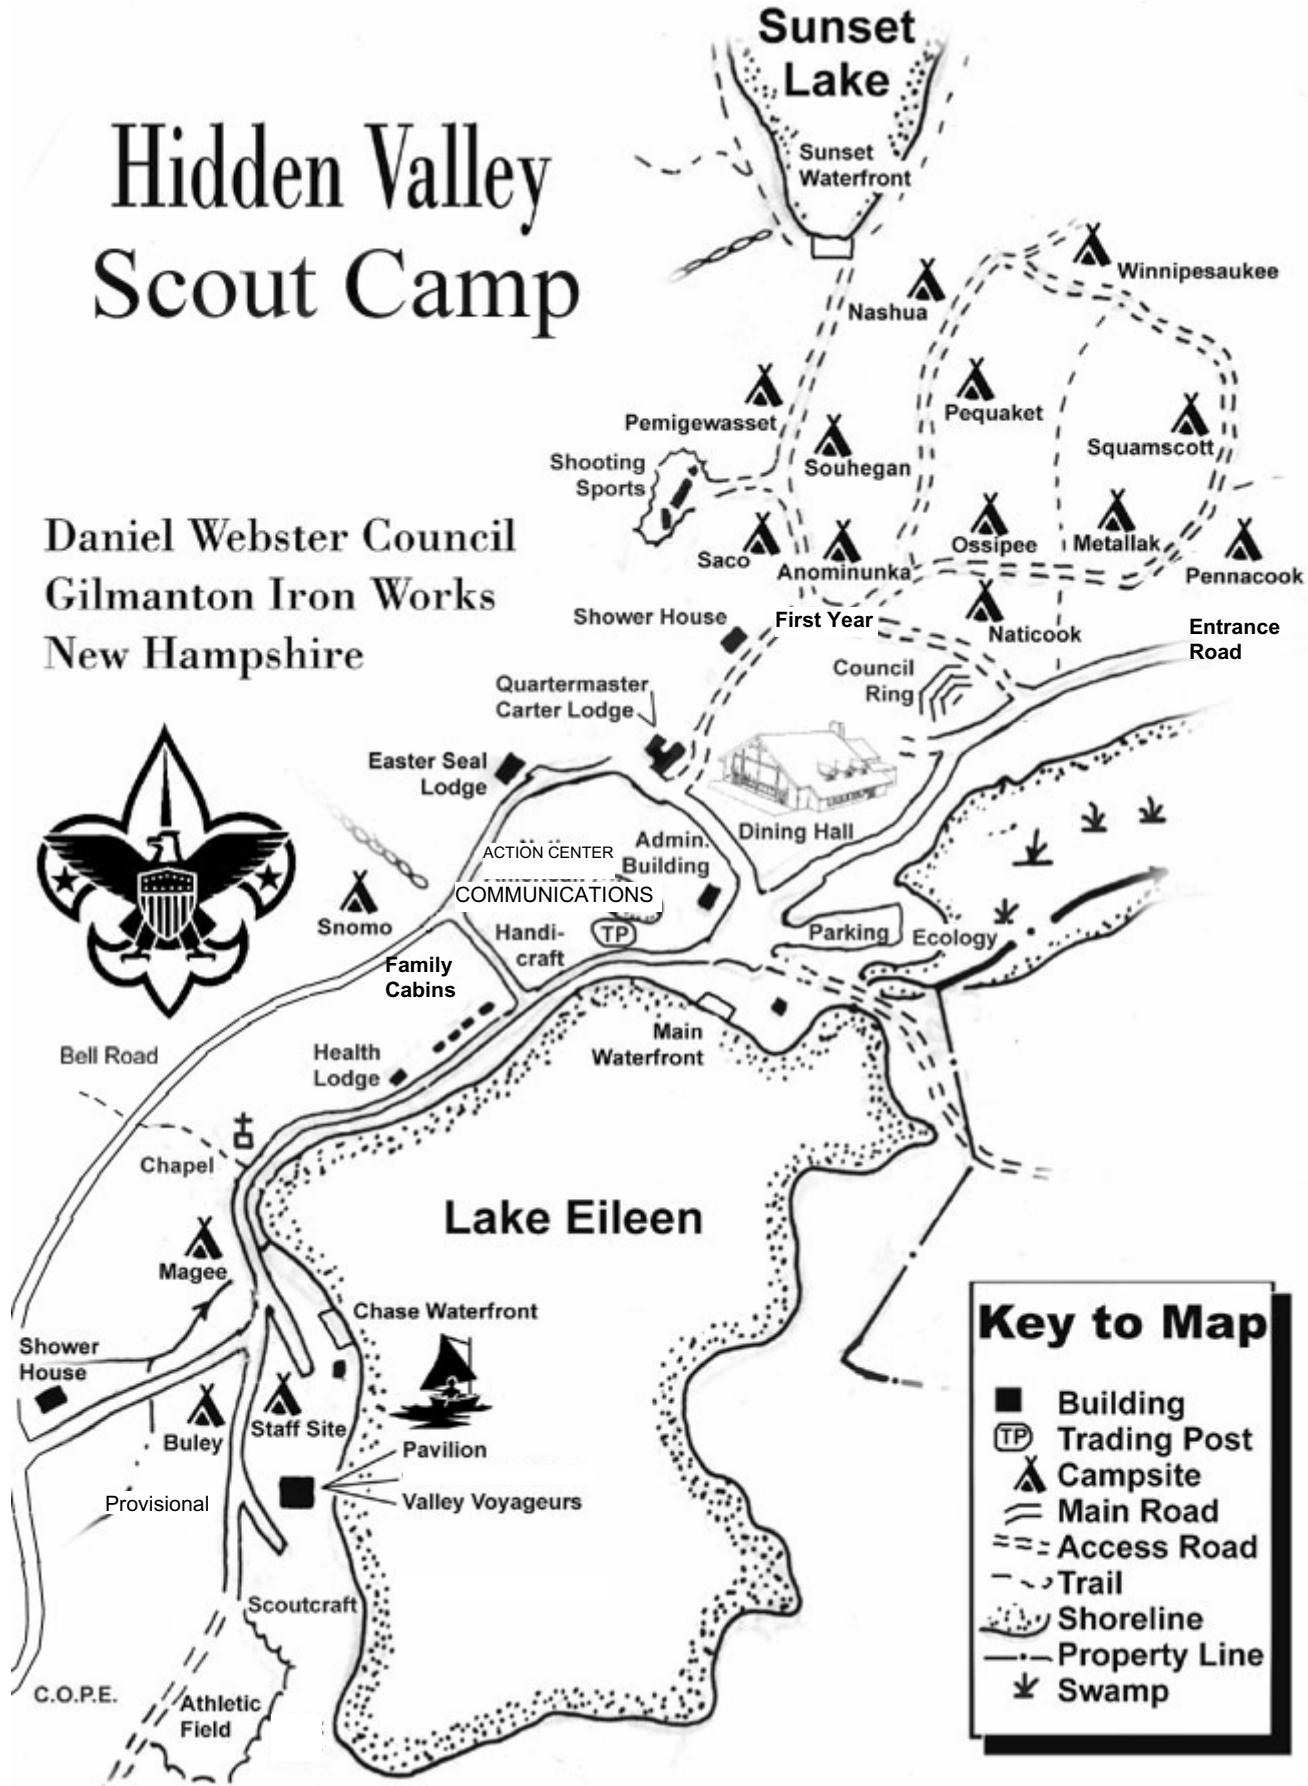 Sunset
Lake
Hidden Valley
Scout Camp
Sunset
Waterfront
Winnipesaukee
Nashua
Pemigewasset
Pequaket
Squamscott
Shooting
Sports
Souhegan
Daniel Webster Council
Gilmanton Iron Works
New Hampshire
Saco
Anominunka
Ossipee
Metallak
Pennacook
Shower House
First Year
Naticook
Entrance
Road
Council
Ring
Quartermaster
Carter Lodge
Easter Seal
Lodge
Dining Hall
Admin.
Building
ACTION CENTER
COMMUNICATIONS
Snomo
Handi-
craft
TP
Parking
Ecology
Family
Cabins
Main
Waterfront
Bell Road
Health
Lodge
Chapel
Lake Eileen
Magee
Chase Waterfront
Shower
House
Buley
Staff Site
Pavilion
Valley Voyageurs
Provisional
Scoutcraft
C.O.P.E.
Athletic
Field
Key to Map
Building
TP Trading Post
Campsite
Main Road
Access Road
Trail
Shoreline
Property Line
Swamp